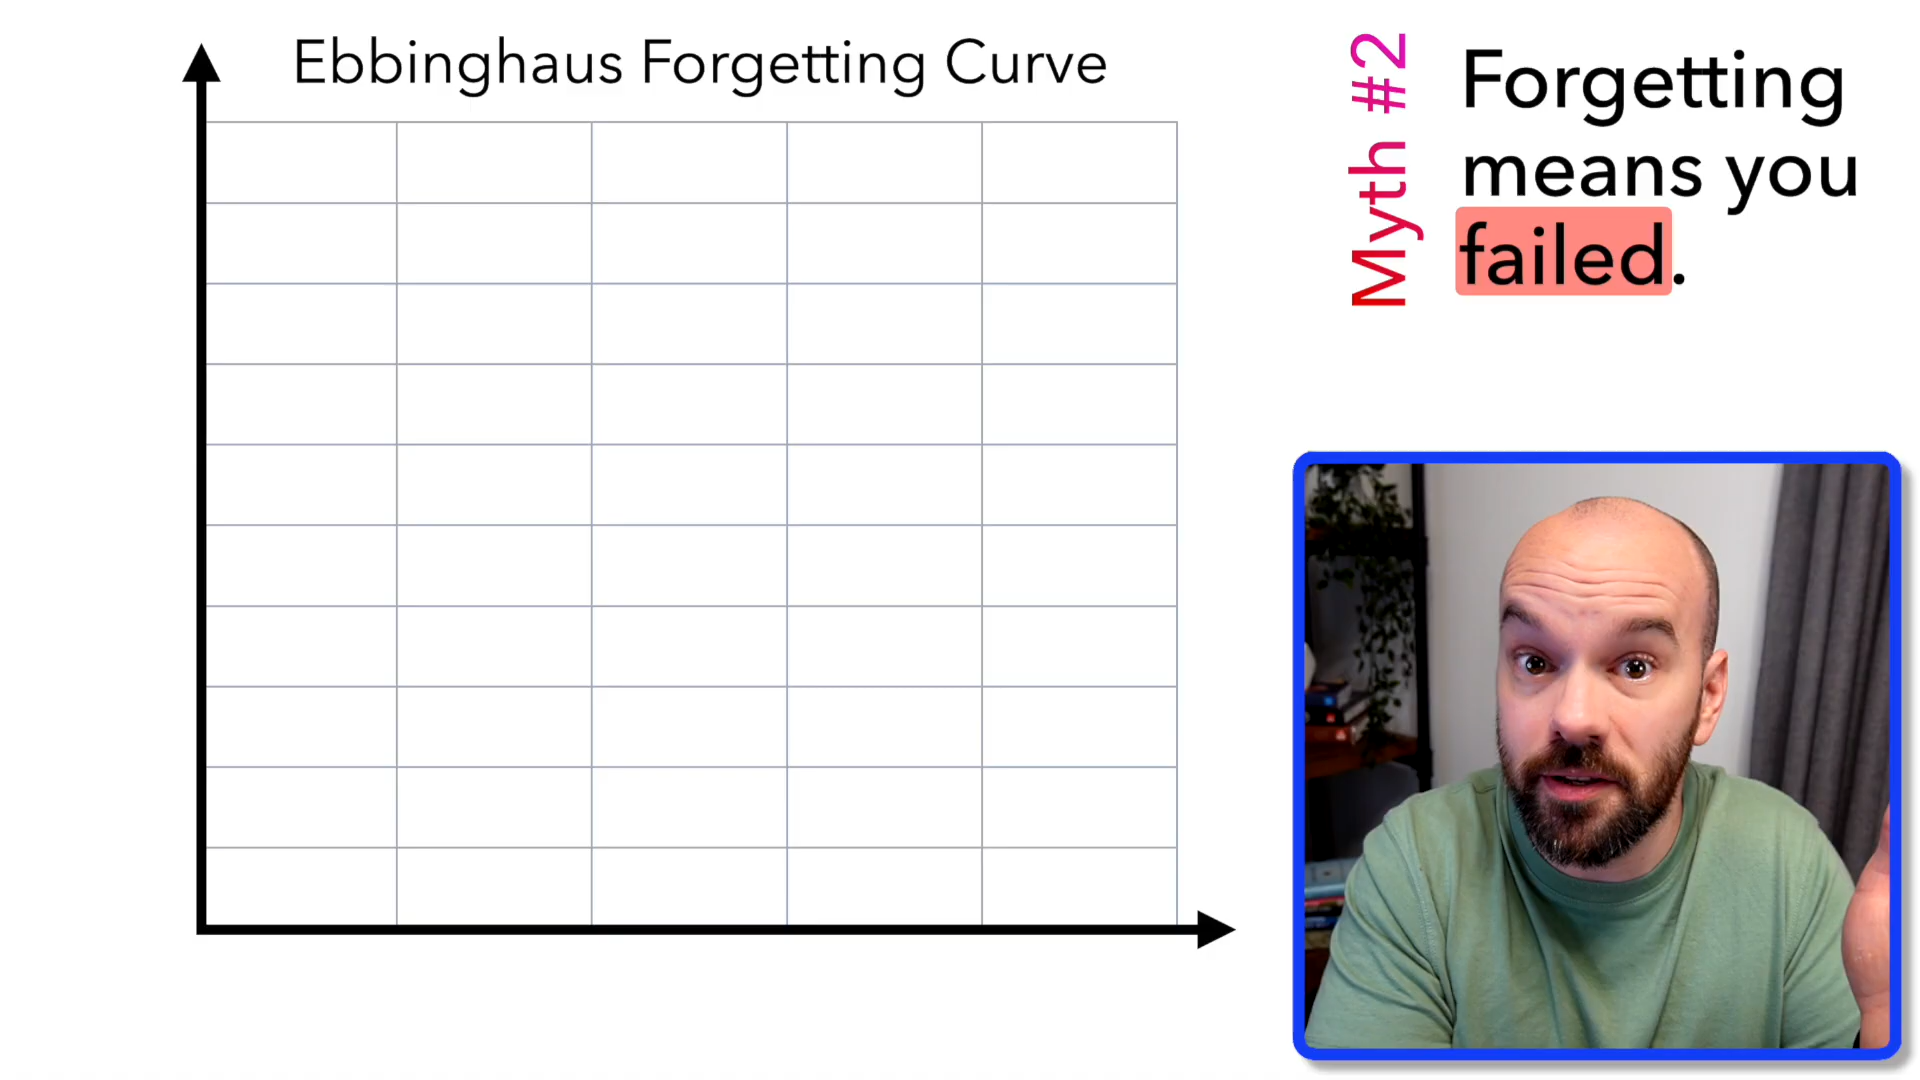 Ebbinghaus Forgetting Curve
Myth #2
Forgetting
means you
failed.